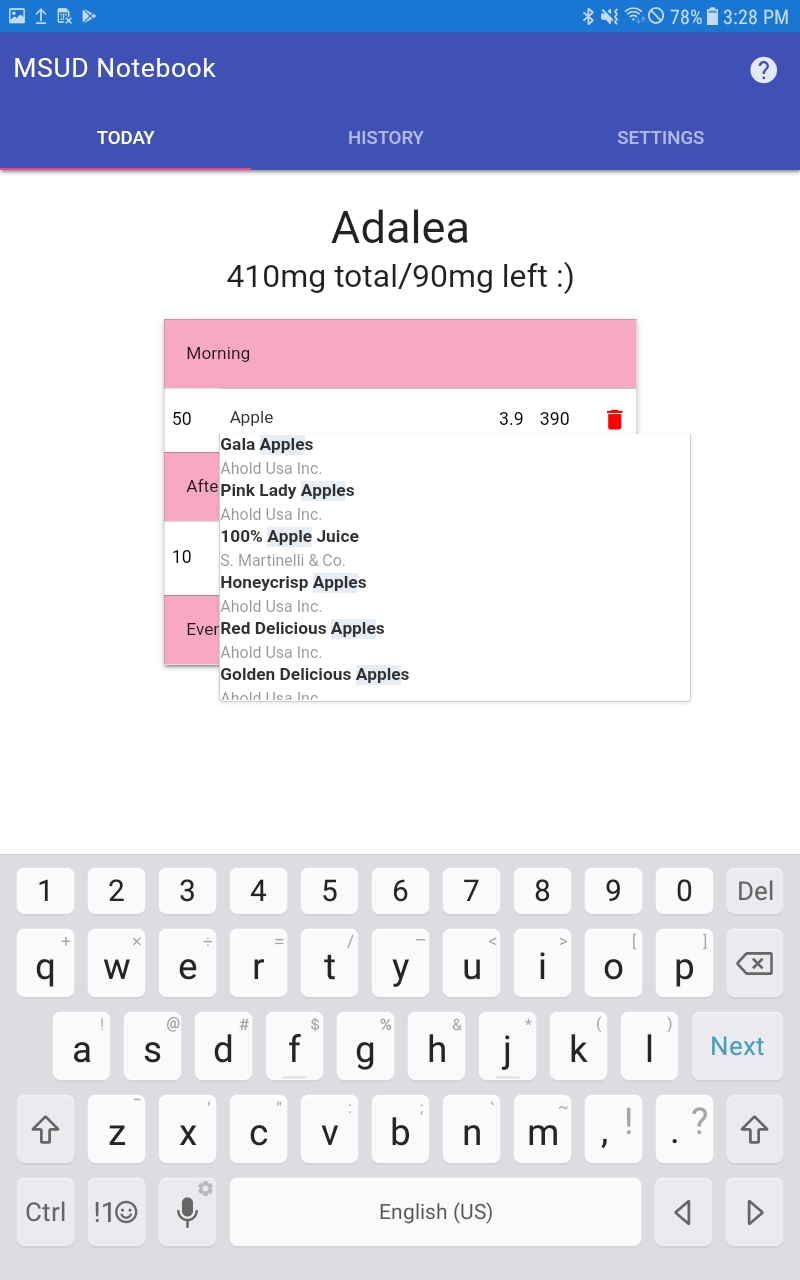 78% 3:28 PM
MSUD Notebook
TODAY HISTORY SETTINGS
Adalea
410mg total/90mg left :)
Morning
50 Apple 3.9 390
Gala Apples
Ahold Usa Inc.
Afte
Pink Lady Apples
Ahold Usa Inc.
10
100% Apple Juice
S. Martinelli & Co.
Honeycrisp Apples
Ahold Usa Inc.
Ever
Red Delicious Apples
Ahold Usa Inc.
Golden Delicious Apples
Ahold Usa Inc.
1 2 3 4 5 6 7 8 9 0 Del
+ × ÷ = / _ < > [ ]
q w e r t y u i o p
! @ # $ % & * ( )
a s d f g h j k l Next
- ' " : ; ` ~
z x c v b n m , ! . ?
Ctrl !1☺ English (US)